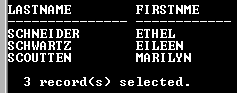 LASTNAME FIRSTNME
--------------- ------------
SCHNEIDER ETHEL
SCHWARTZ EILEEN
SCOUTTEN MARILYN
3 record(s) selected.